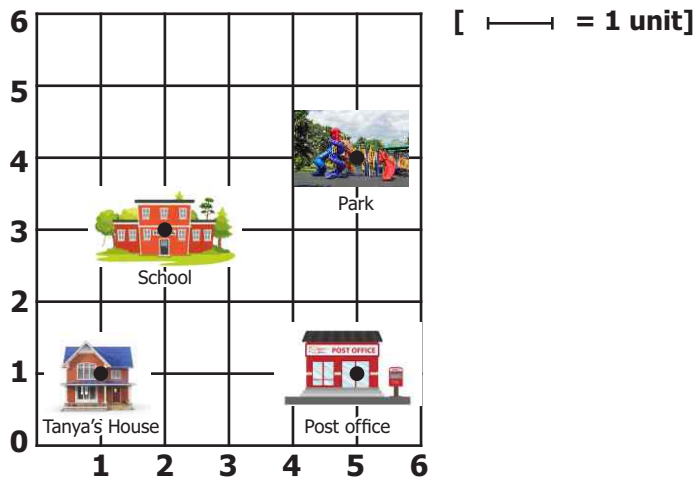 6
[ = 1 unit]
5
4
Park
3
School
2
POST OFFICE
1
Tanya's House
Post office
0
1 2 3 4 5 6